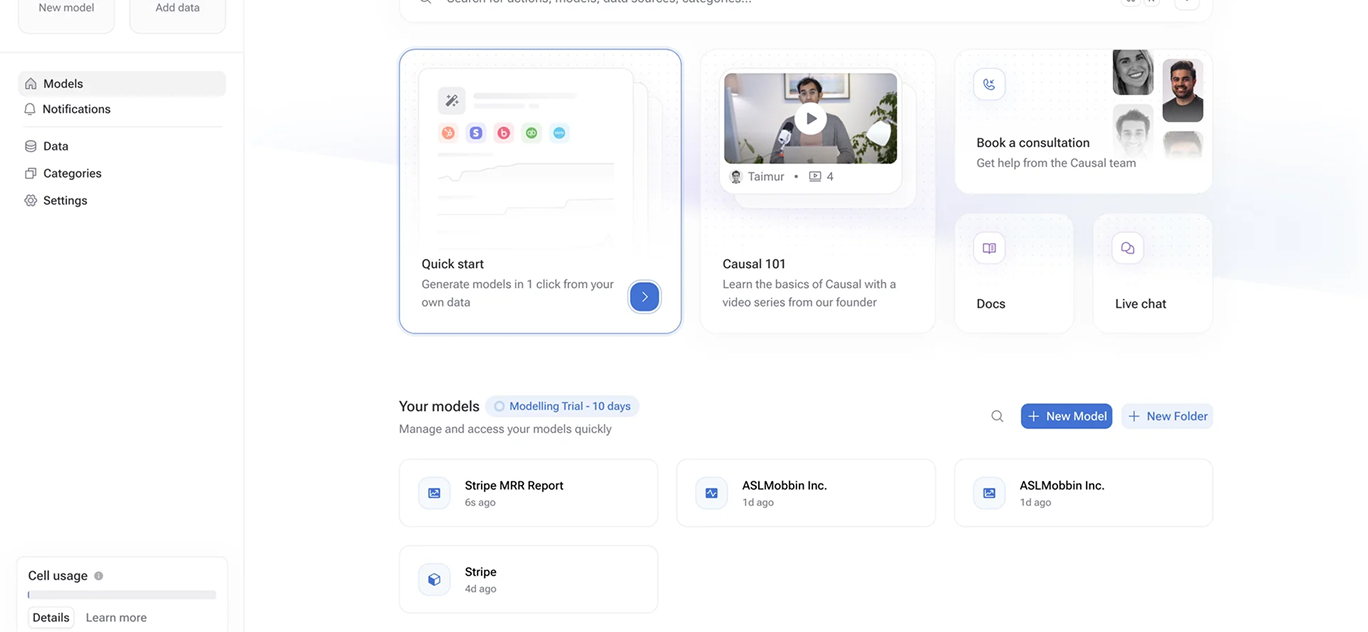 New model
Add data
Search for actions, models, data sources, categories...
Models
Notifications
Data
Categories
Settings
Cell usage
Details
Learn more
Quick start
Generate models in 1 click from your
own data
Taimur • 4
Causal 101
Learn the basics of Causal with a
video series from our founder
Book a consultation
Get help from the Causal team
Docs
Live chat
Your models
Modelling Trial - 10 days
Manage and access your models quickly
New Model
New Folder
Stripe MRR Report
6s ago
ASLMobbin Inc.
1d ago
ASLMobbin Inc.
1d ago
Stripe
4d ago